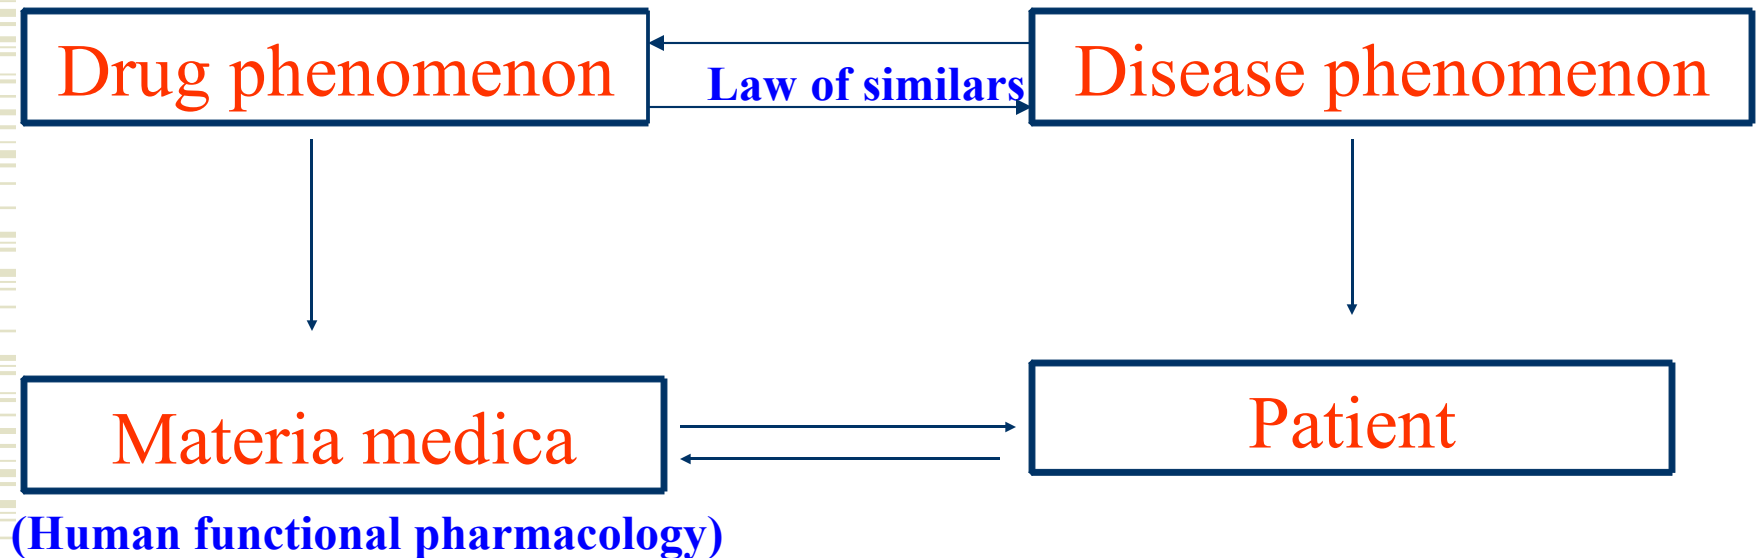 Drug phenomenon
Law of similars
Disease phenomenon
Materia medica
Patient
(Human functional pharmacology)